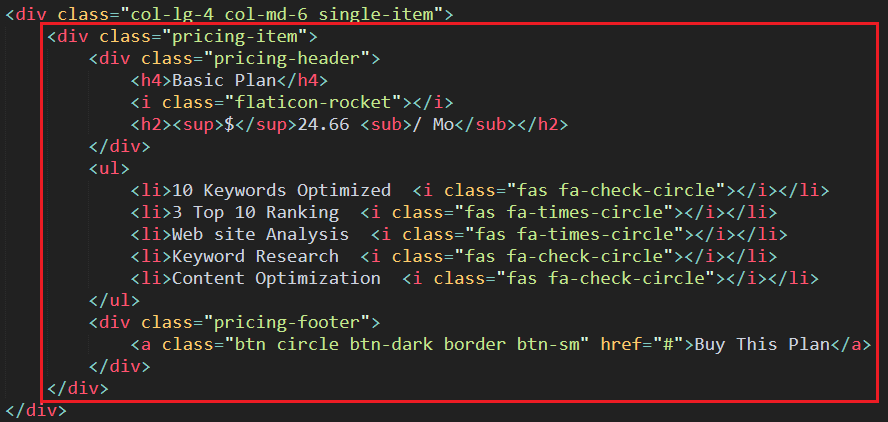 <div class="col-lg-4 col-md-6 single-item">
<div class="pricing-item">
<div class="pricing-header">
<h4>Basic Plan</h4>
<i class="flaticon-rocket"></i>
<h2><sup>$</sup>24.66 <sub>/ Mo</sub></h2>
</div>
<ul>
<li>10 Keywords Optimized  <i class="fas fa-check-circle"></i></li>
<li>3 Top 10 Ranking  <i class="fas fa-times-circle"></i></li>
<li>Web site Analysis  <i class="fas fa-times-circle"></i></li>
<li>Keyword Research  <i class="fas fa-check-circle"></i></li>
<li>Content Optimization  <i class="fas fa-check-circle"></i></li>
</ul>
<div class="pricing-footer">
<a class="btn circle btn-dark border btn-sm" href="#">Buy This Plan</a>
</div>
</div>
</div>